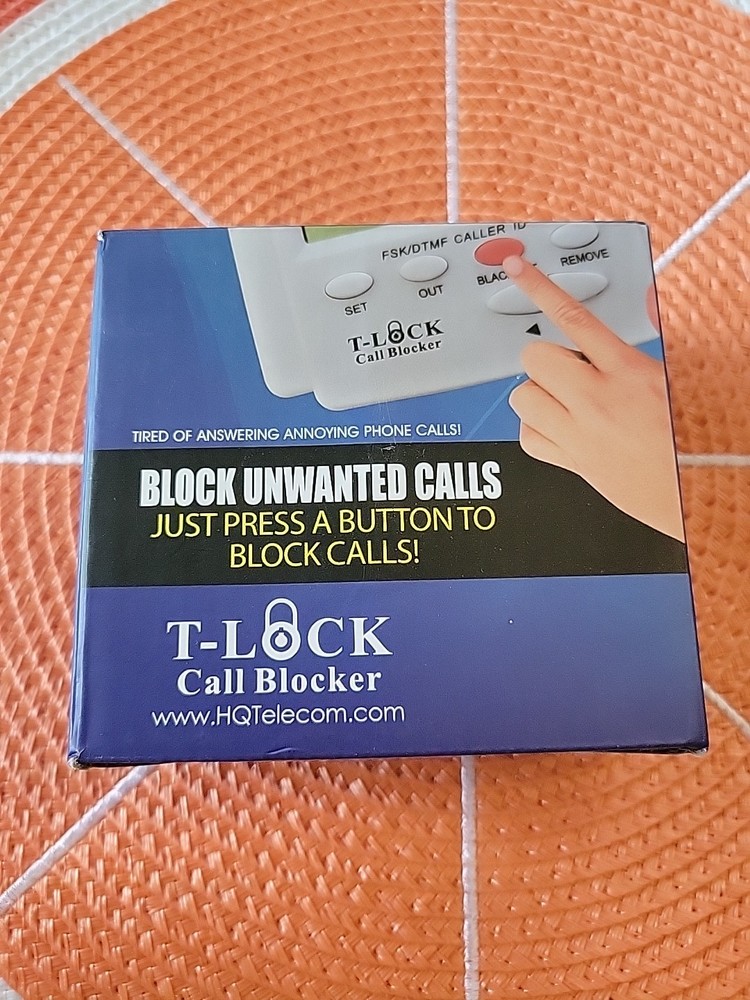 FSK/DTMF CALLER ID
SET
OUT
REMOVE
T-LOCK
Call Blocker
TIRED OF ANSWERING ANNOYING PHONE CALLS!
BLOCK UNWANTED CALLS
JUST PRESS A BUTTON TO
BLOCK CALLS!
T-LOCK
Call Blocker
www.HQTelecom.com